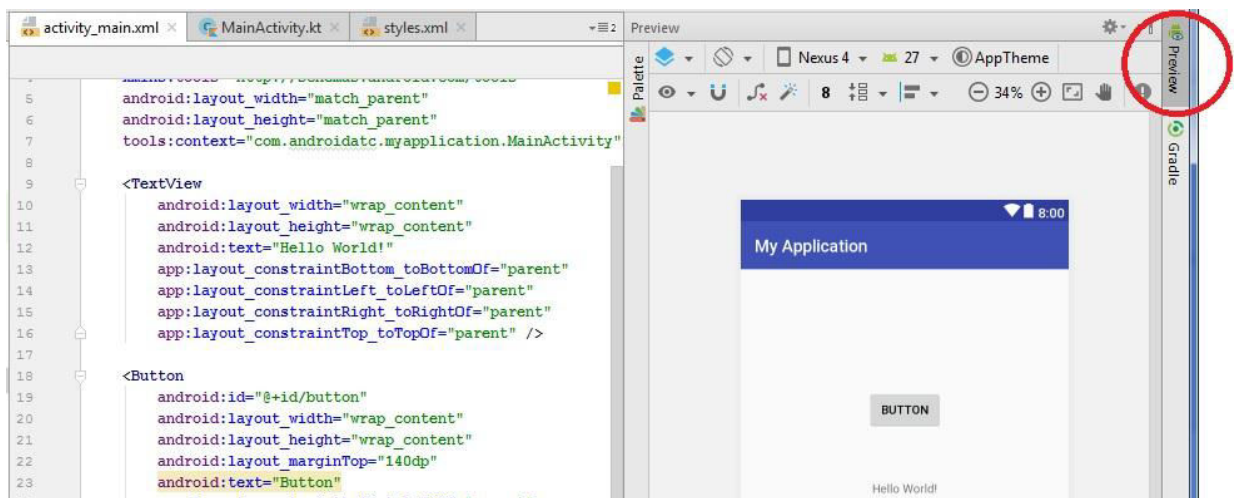 activity_main.xml
MainActivity.kt
styles.xml
2
Preview
Palette
Nexus 4
27
AppTheme
8
34%
Preview
Gradle
5 android:layout_width="match_parent"
6 android:layout_height="match_parent"
7 tools:context="com.androidatc.myapplication.MainActivity"
8
9 <TextView
10 android:layout_width="wrap_content"
11 android:layout_height="wrap_content"
12 android:text="Hello World!"
13 app:layout_constraintBottom_toBottomOf="parent"
14 app:layout_constraintLeft_toLeftOf="parent"
15 app:layout_constraintRight_toRightOf="parent"
16 app:layout_constraintTop_toTopOf="parent" />
17
18 <Button
19 android:id="@+id/button"
20 android:layout_width="wrap_content"
21 android:layout_height="wrap_content"
22 android:layout_marginTop="140dp"
23 android:text="Button"
8:00
My Application
BUTTON
Hello World!